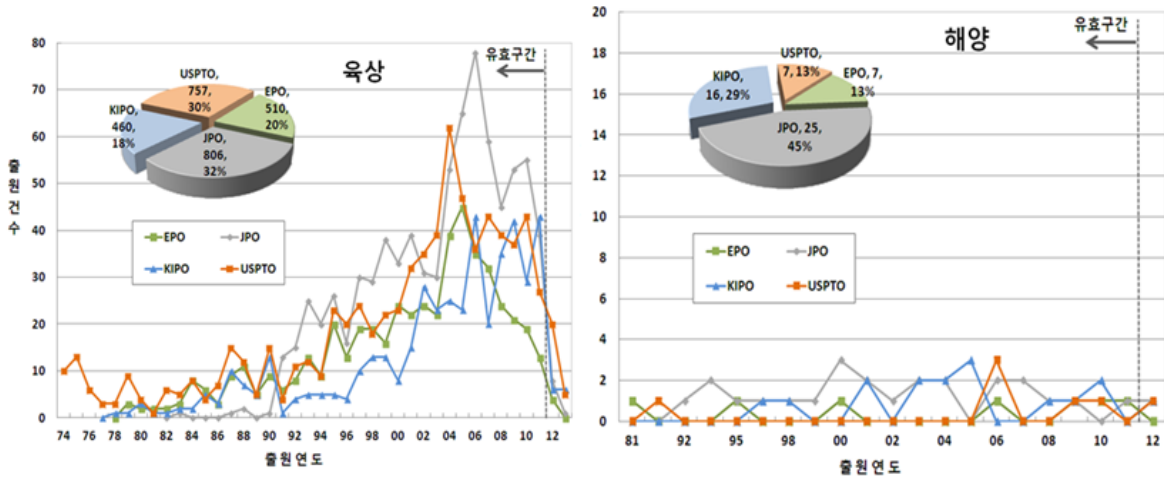 육상
유효구간
USPTO,
757,
30%
EPO,
510,
20%
KIPO,
460,
18%
JPO,
806,
32%
출원건수
80
70
60
50
40
30
20
10
0
EPO
JPO
KIPO
USPTO
74 76 78 80 82 84 86 88 90 92 94 96 98 00 02 04 06 08 10 12
출원연도
해양
유효구간
USPTO,
7, 13%
EPO, 7,
13%
KIPO,
16, 29%
JPO, 25,
45%
20
18
16
14
12
10
8
6
4
2
0
EPO
JPO
KIPO
USPTO
81 92 95 98 00 02 04 06 08 10 12
출원연도